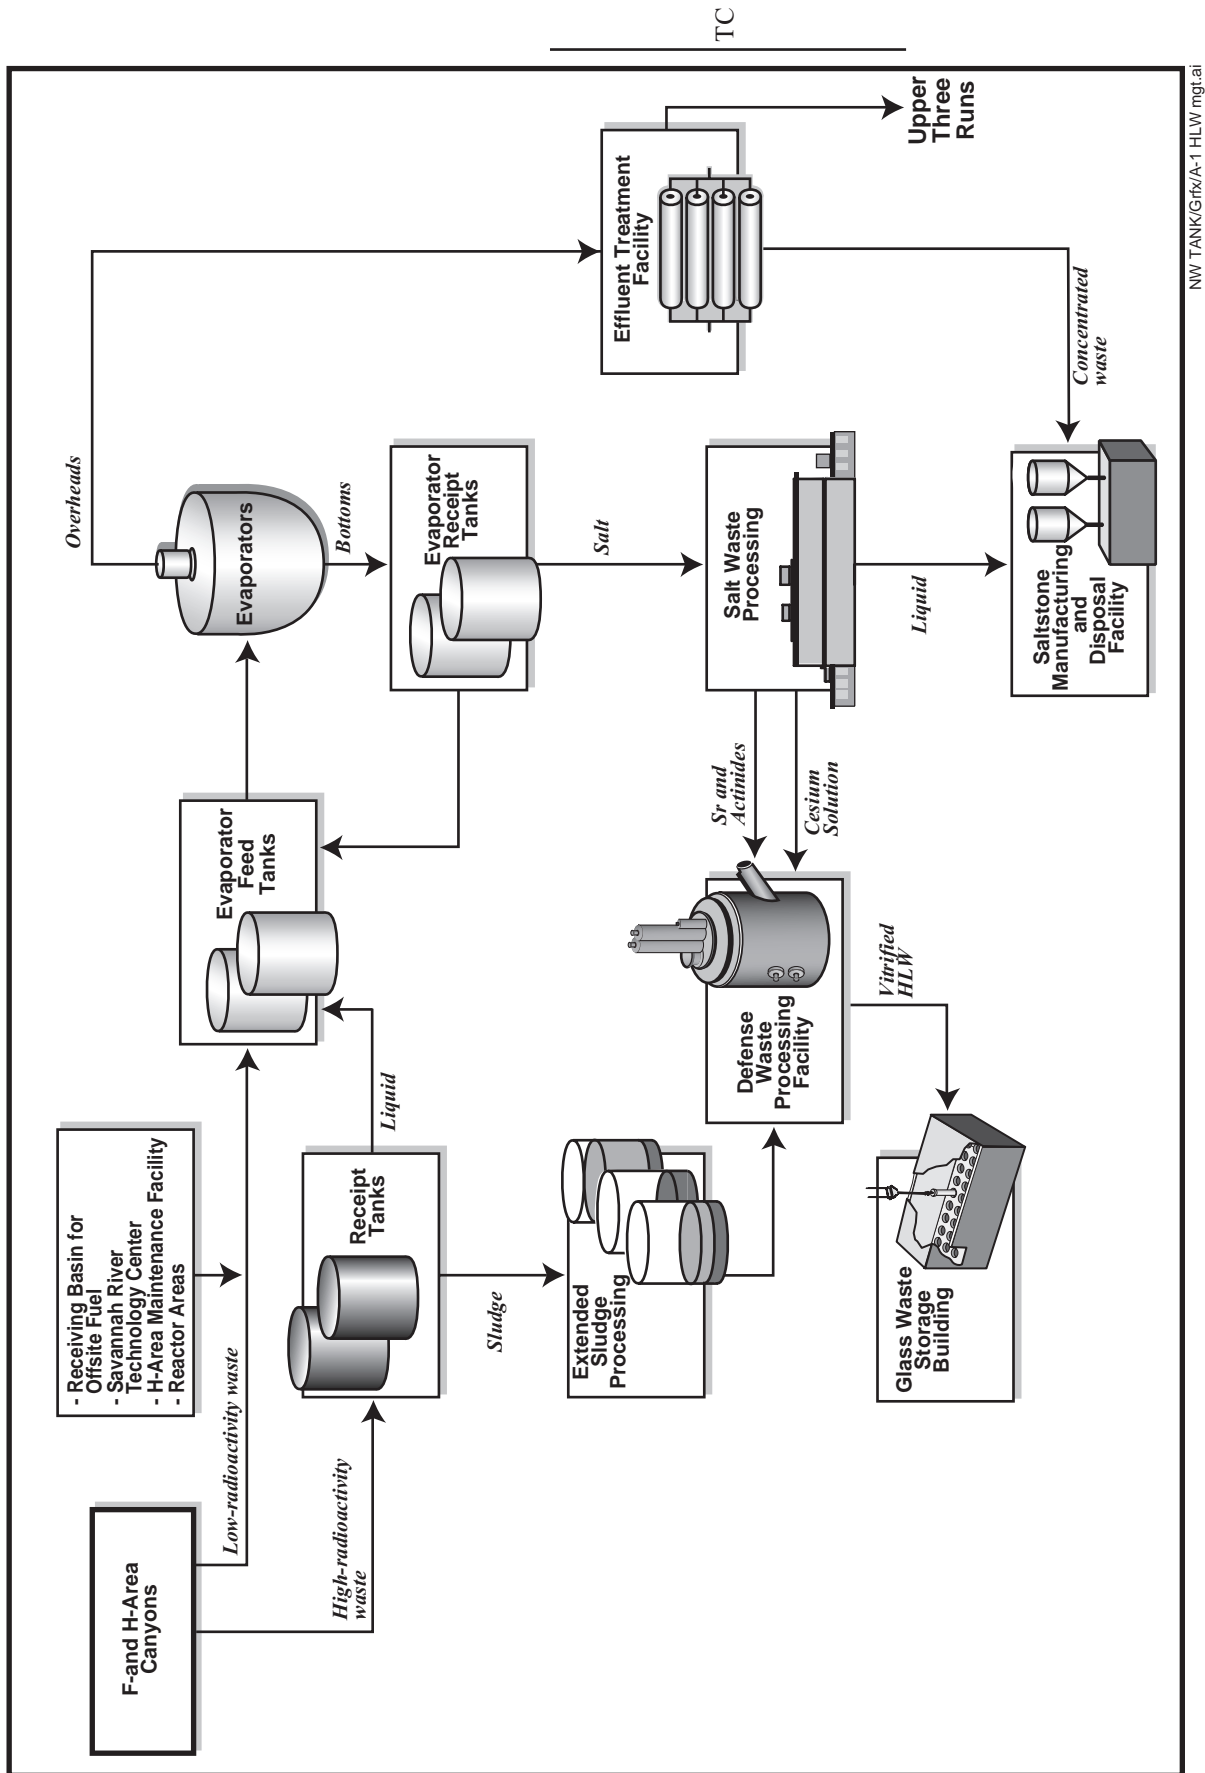 TC
F-and H-Area
Canyons
- Receiving Basin for
Offsite Fuel
- Savannah River
Technology Center
- H-Area Maintenance Facility
- Reactor Areas
Low-radioactivity waste
High-radioactivity
waste
Receipt
Tanks
Liquid
Sludge
Evaporator
Feed
Tanks
Evaporators
Overheads
Bottoms
Evaporator
Receipt
Tanks
Salt
Effluent Treatment
Facility
Upper
Three
Runs
Concentrated
waste
Extended
Sludge
Processing
Defense
Waste
Processing
Facility
Sr and
Actinides
Cesium
Solution
Salt Waste
Processing
Liquid
Saltstone
Manufacturing
and
Disposal
Facility
Vitrified
HLW
Glass Waste
Storage
Building
NW TANK/Grfx/A-1 HLW mgt.ai